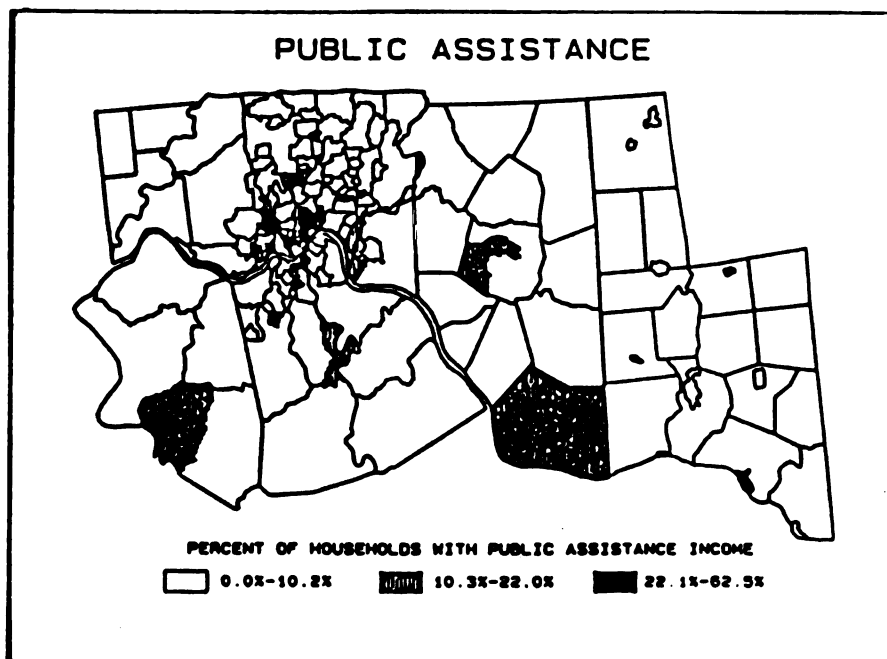 PUBLIC ASSISTANCE
PERCENT OF HOUSEHOLDS WITH PUBLIC ASSISTANCE INCOME
0.0%-10.2% 10.3%-22.0% 22.1%-62.5%